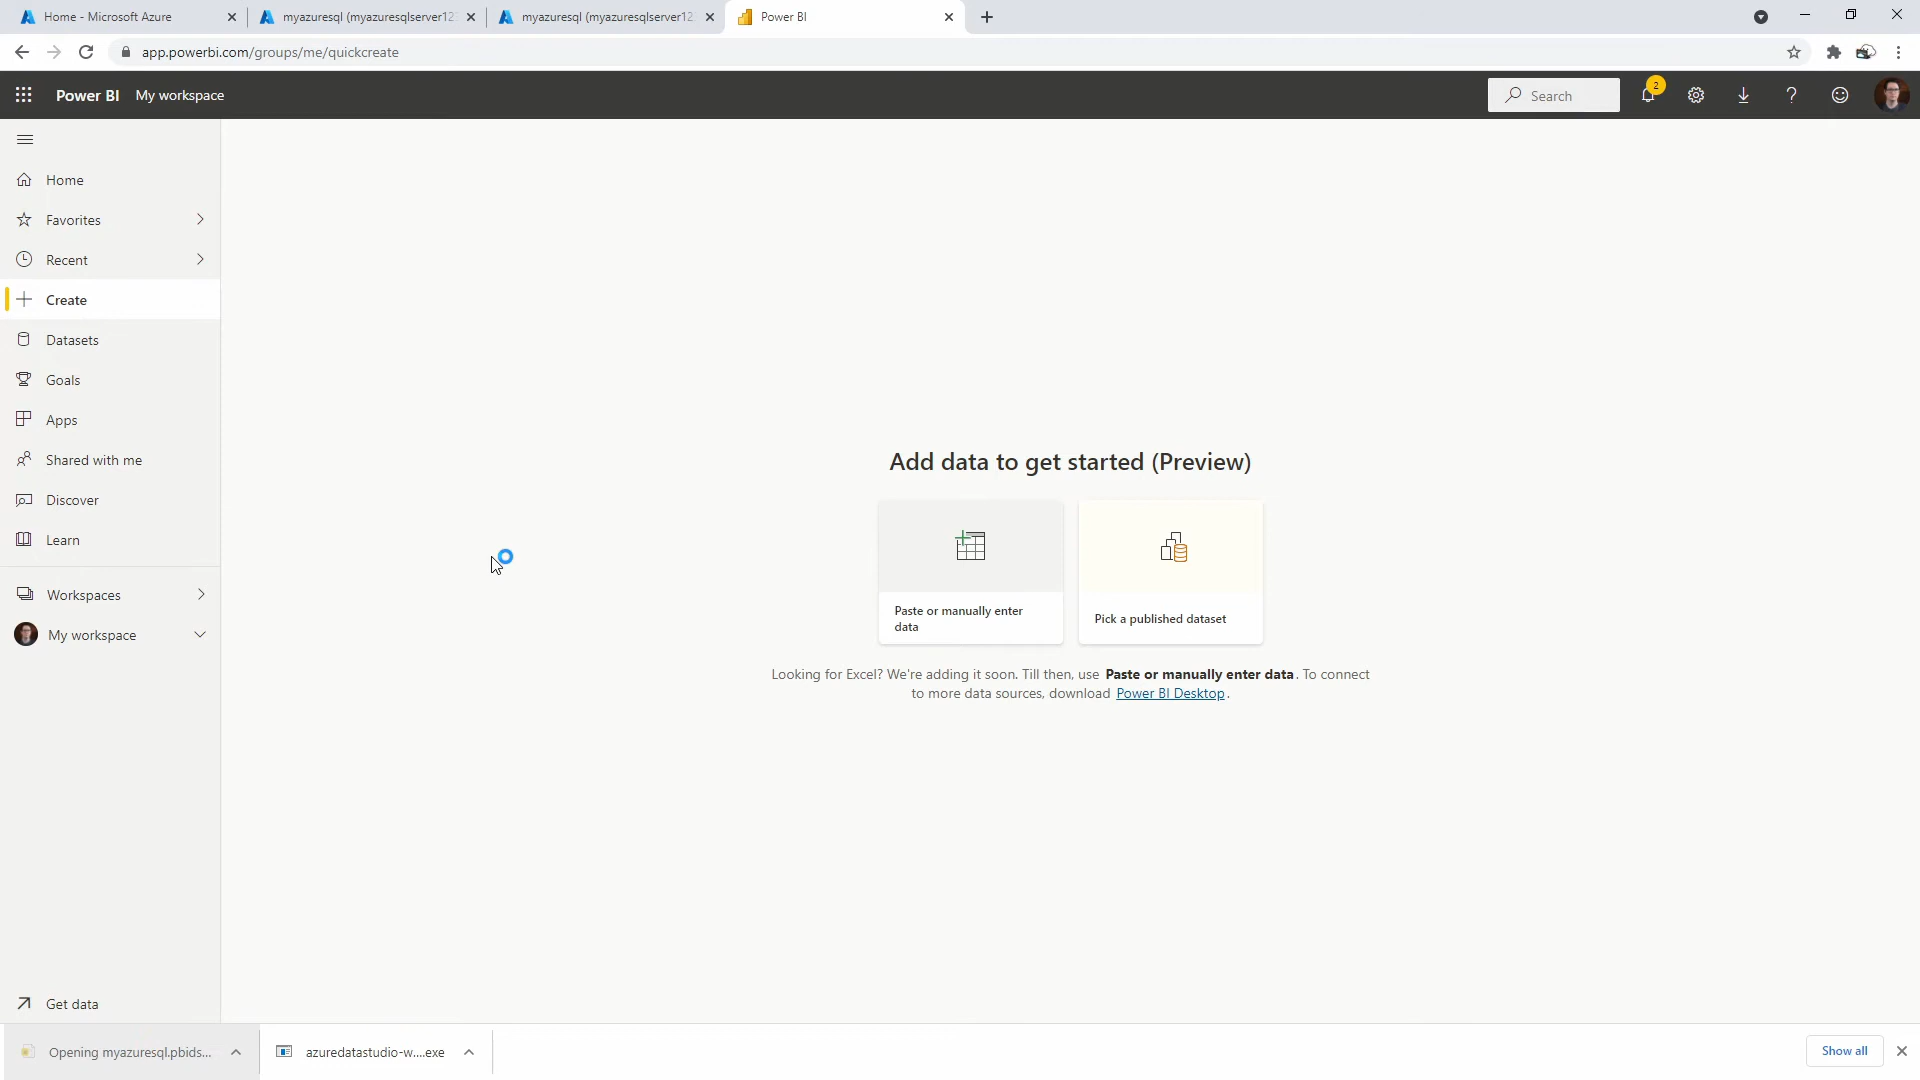 Home - Microsoft Azure
myazuresql (myazuresqlserver12
myazuresql (myazuresqlserver12
Power BI
app.powerbi.com/groups/me/quickcreate
Power BI My workspace
Search
2
Home
Favorites
Recent
Create
Datasets
Goals
Apps
Shared with me
Discover
Learn
Workspaces
My workspace
Get data
Add data to get started (Preview)
Paste or manually enter
data
Pick a published dataset
Looking for Excel? We're adding it soon. Till then, use Paste or manually enter data. To connect
to more data sources, download Power BI Desktop.
Opening myazuresql.pbids...
azuredatastudio-w....exe
Show all